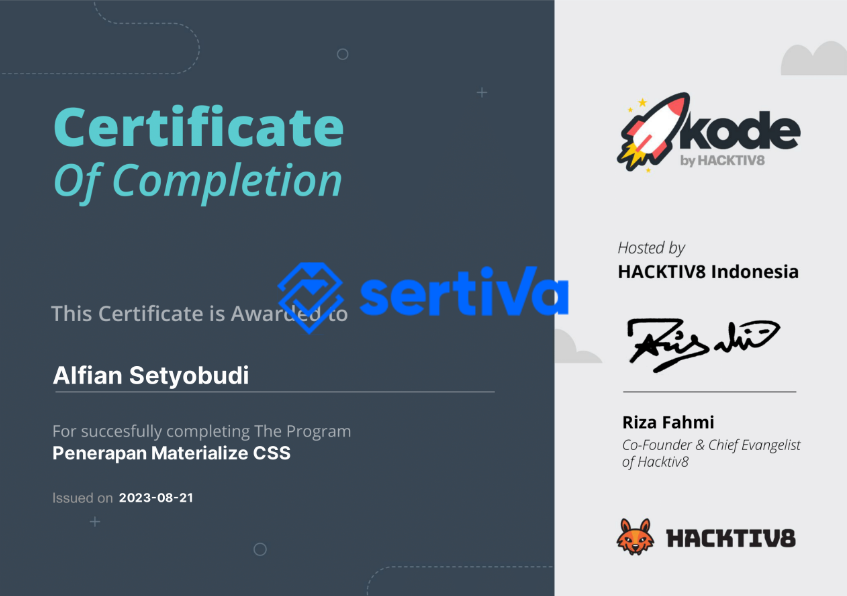 Certificate
Of Completion
This Certificate is Awarded to
sertiva
Alfian Setyobudi
For succesfully completing The Program
Penerapan Materialize CSS
Issued on 2023-08-21
kode
by HACKTIV8
Hosted by
HACKTIV8 Indonesia
Riza Fahmi
Co-Founder & Chief Evangelist
of Hacktiv8
HACKTIV8